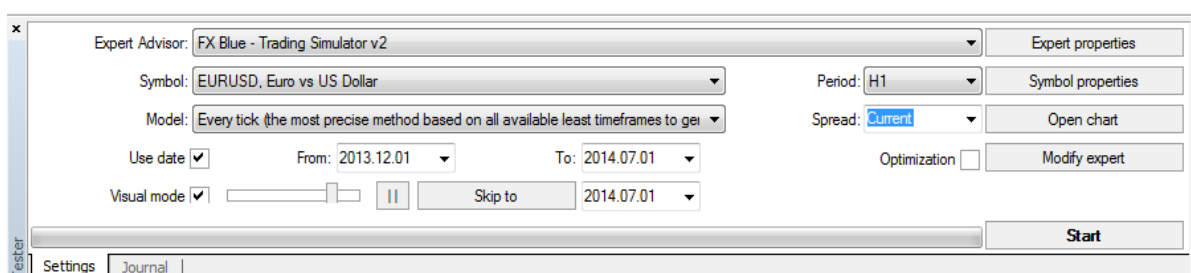 Expert Advisor: FX Blue - Trading Simulator v2 Expert properties
Symbol: EURUSD, Euro vs US Dollar Period: H1 Symbol properties
Model: Every tick (the most precise method based on all available least timeframes to ger Spread: Current Open chart
Use date From: 2013.12.01 To: 2014.07.01 Optimization Modify expert
Visual mode Skip to 2014.07.01
Start
ester
Settings Journal